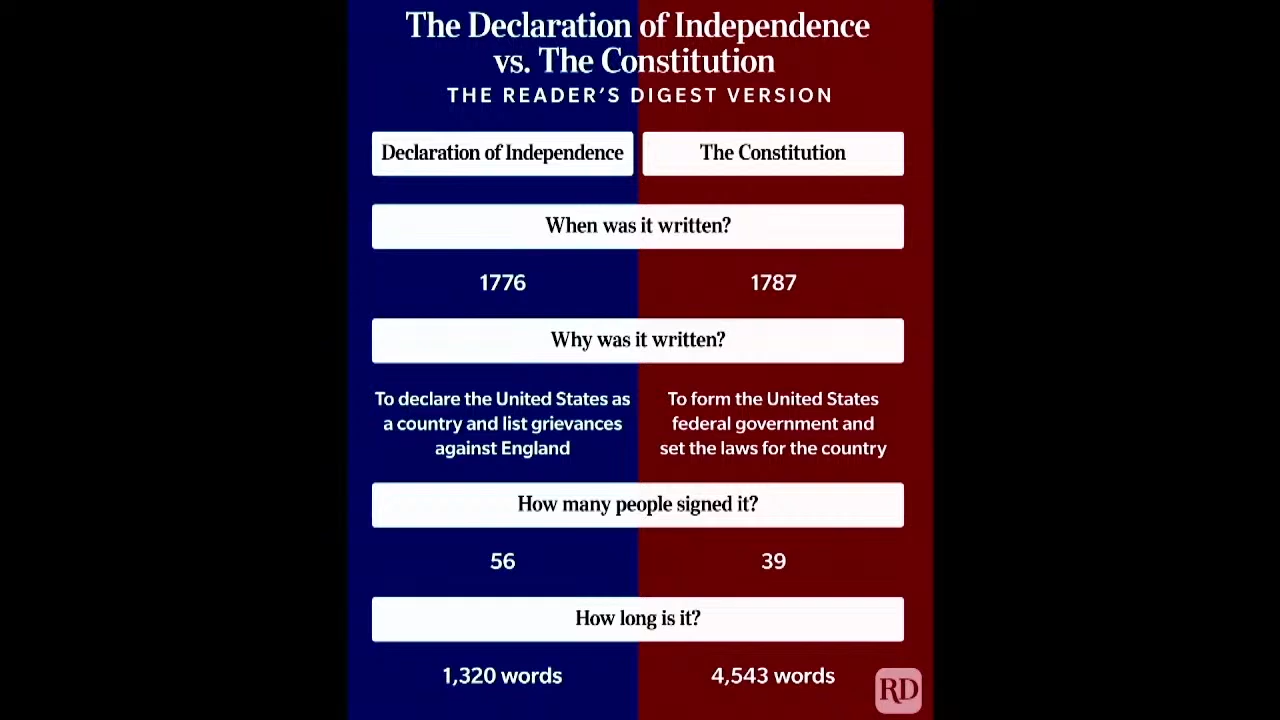 The Declaration of Independence
vs. The Constitution
THE READER'S DIGEST VERSION
Declaration of Independence
The Constitution
When was it written?
1776
1787
Why was it written?
To declare the United States as
a country and list grievances
against England
To form the United States
federal government and
set the laws for the country
How many people signed it?
56
39
How long is it?
1,320 words
4,543 words
RD